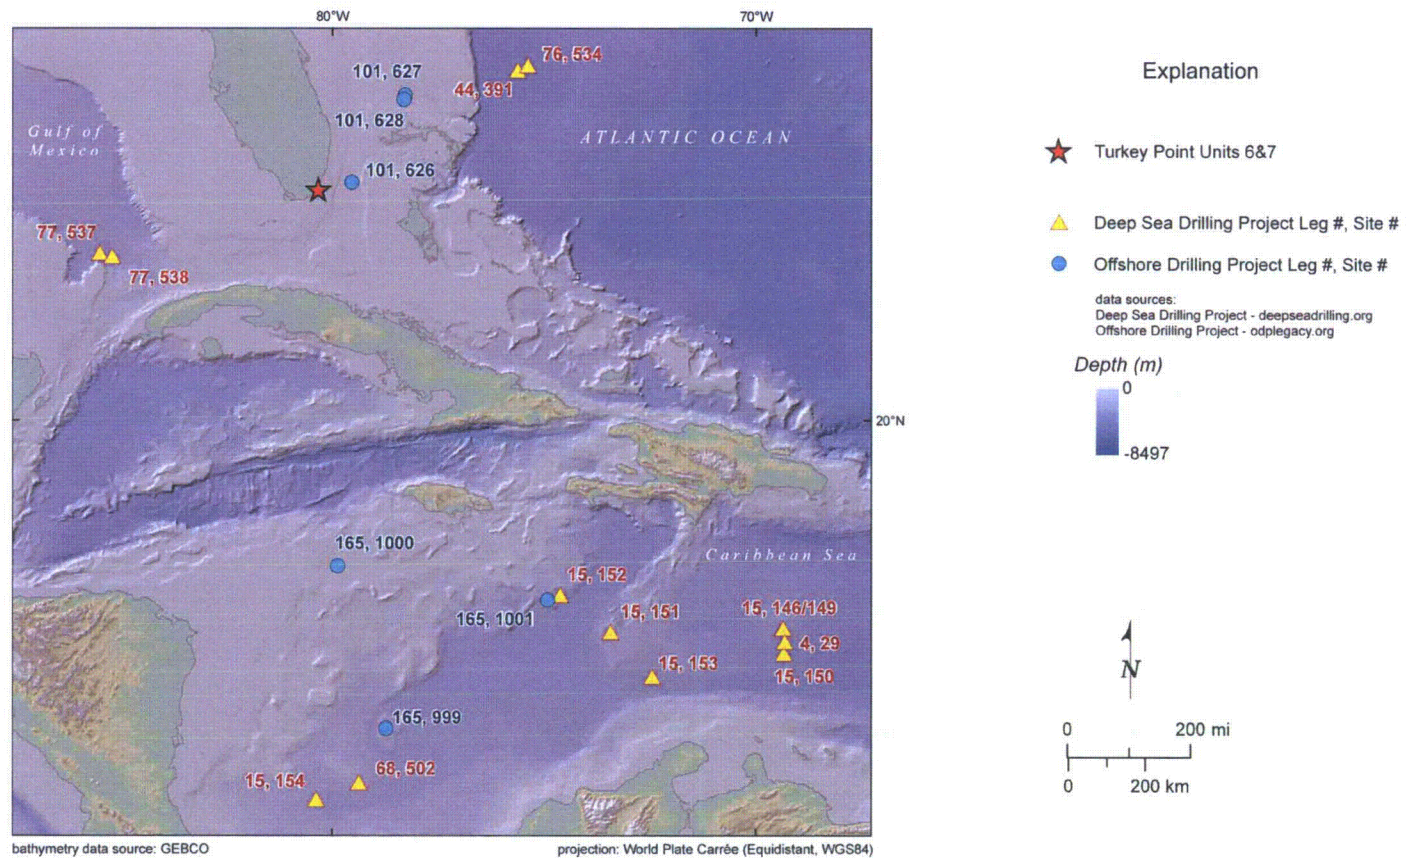 80°W
70°W
76, 534
101, 627
44, 391
101, 628
Gulf of
Mexico
ATLANTIC OCEAN
101, 626
77, 537
77, 538
20°N
165, 1000
Caribbean Sea
15, 152
165, 1001
15, 151
15, 146/149
4, 29
15, 153
15, 150
165, 999
68, 502
15, 154
bathymetry data source: GEBCO
projection: World Plate Carrée (Equidistant, WGS84)
Explanation
Turkey Point Units 6&7
Deep Sea Drilling Project Leg #, Site #
Offshore Drilling Project Leg #, Site #
data sources:
Deep Sea Drilling Project - deepseadrilling.org
Offshore Drilling Project - odplegacy.org
Depth (m)
0
-8497
N
0 200 mi
0 200 km